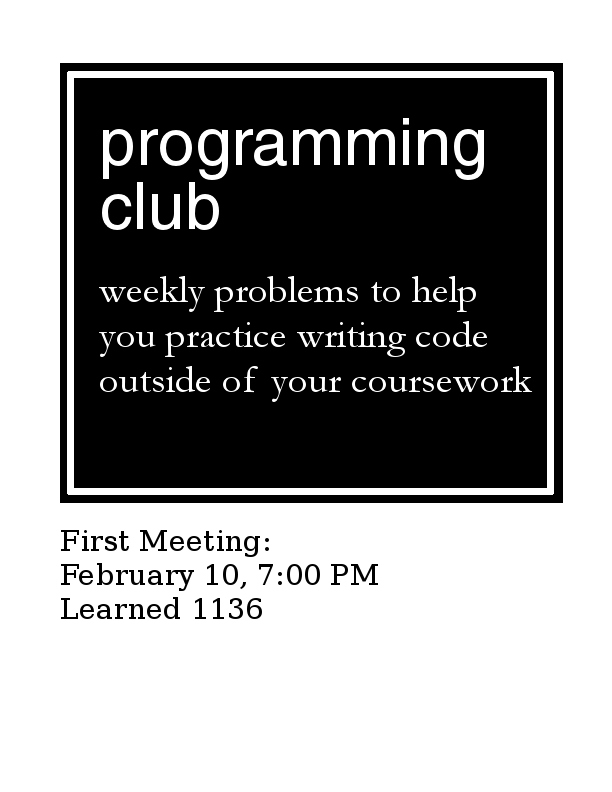 programming
club
weekly problems to help
you practice writing code
outside of your coursework
First Meeting:
February 10, 7:00 PM
Learned 1136